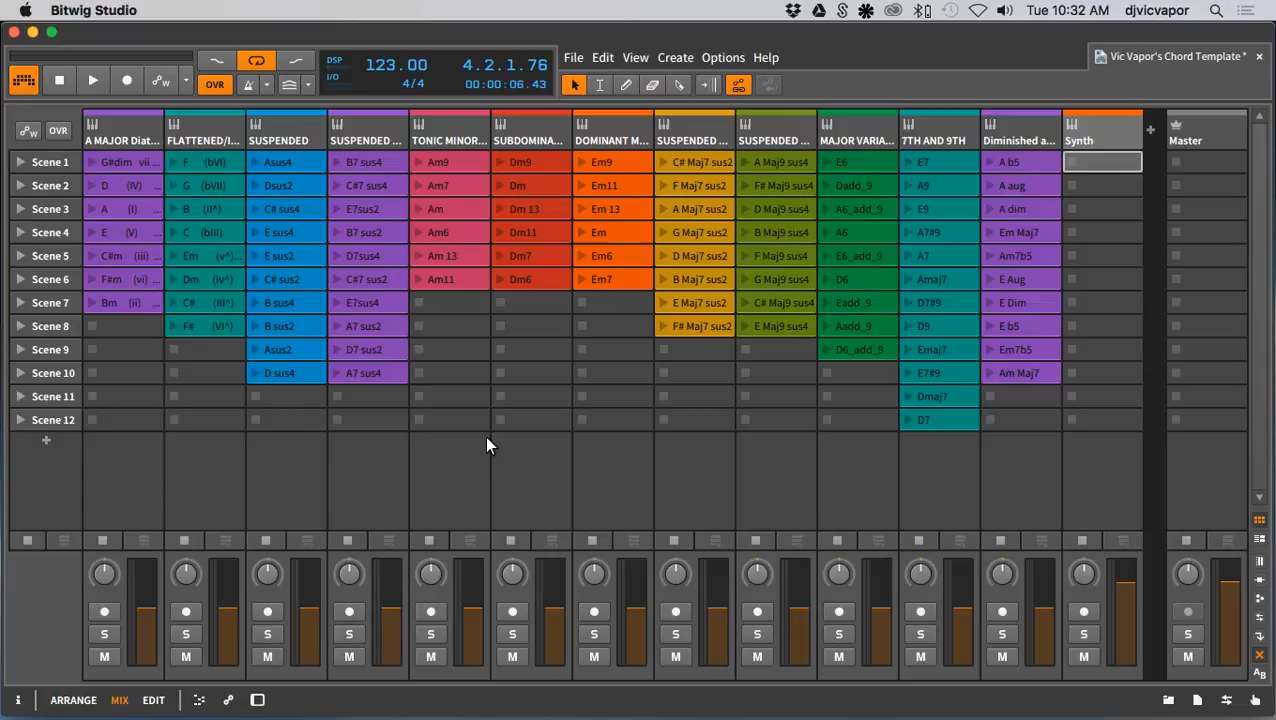 Bitwig Studio
Tue 10:32 AM djvicvapor
OVR
DSP
I/O
123.00
4/4
4.2.1.76
00:00:06.43
File Edit View Create Options Help
Vic Vapor's Chord Template*
OVR
A MAJOR Diat... FLATTENED/I... SUSPENDED SUSPENDED ... TONIC MINOR... SUBDOMINA... DOMINANT M... SUSPENDED ... SUSPENDED ... MAJOR VARIA... 7TH AND 9TH Diminished a... Synth Master
Scene 1 G#dim vii ... F (bVI) Asus4 B7 sus4 Am9 Dm9 Em9 C# Maj7 sus2 A Maj9 sus4 E6 E7 A b5
Scene 2 D (IV) ... G (bVII) Dsus2 C#7 sus4 Am7 Dm Em11 F Maj7 sus2 F# Maj9 sus4 Dadd_9 A9 A aug
Scene 3 A (I) ... B (II^) C# sus4 E7sus2 Am Dm 13 Em 13 A Maj7 sus2 D Maj9 sus4 A6_add_9 E9 A dim
Scene 4 E (V) ... C (bIII) E sus4 B7 sus2 Am6 Dm11 Em G Maj7 sus2 B Maj9 sus4 A6 A7#9 Em Maj7
Scene 5 C#m (iii) ... Em (v^)... E sus2 D7sus4 Am 13 Dm7 Em6 D Maj7 sus2 F Maj9 sus4 E6_add_9 A7 Am7b5
Scene 6 F#m (vi) ... Dm (iv^) ... C# sus2 C#7 sus2 Am11 Dm6 Em7 B Maj7 sus2 G Maj9 sus4 D6 Amaj7 E Aug
Scene 7 Bm (ii) ... C# (III^) B sus4 E7sus4 E Maj7 sus2 C# Maj9 sus4 Eadd_9 D7#9 E Dim
Scene 8 F# (VI^) B sus2 A7 sus2 F# Maj7 sus2 E Maj9 sus4 Aadd_9 D9 E b5
Scene 9 Asus2 D7 sus2 D6_add_9 Emaj7 Em7b5
Scene 10 D sus4 A7 sus4 E7#9 Am Maj7
Scene 11 Dmaj7
Scene 12 D7
S S S S S S S S S S S S S S
M M M M M M M M M M M M M M
AB
i ARRANGE MIX EDIT